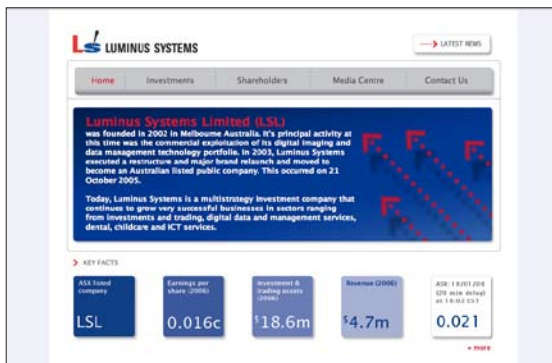 LS LUMINUS SYSTEMS
LATEST NEWS
Home Investments Shareholders Media Centre Contact Us
Luminus Systems Limited (LSL)
was founded in 2002 in Melbourne Australia. It's principal activity at
this time was the commercial exploitation of its digital imaging and
data management technology portfolio. In 2003, Luminus Systems
executed a restructure and major brand relaunch and moved to
become an Australian listed public company. This occurred on 21
October 2005.
Today, Luminus Systems is a multistrategy investment company that
continues to grow very successful businesses in sectors ranging
from investments and trading, digital data and management services,
dental, childcare and ICT services.
KEY FACTS
ASX listed
company
LSL
Earnings per
share (2006)
0.016c
Investment &
trading assets
(2006)
$18.6m
Revenue (2006)
$4.7m
(20 min delay)
0.021
+ more